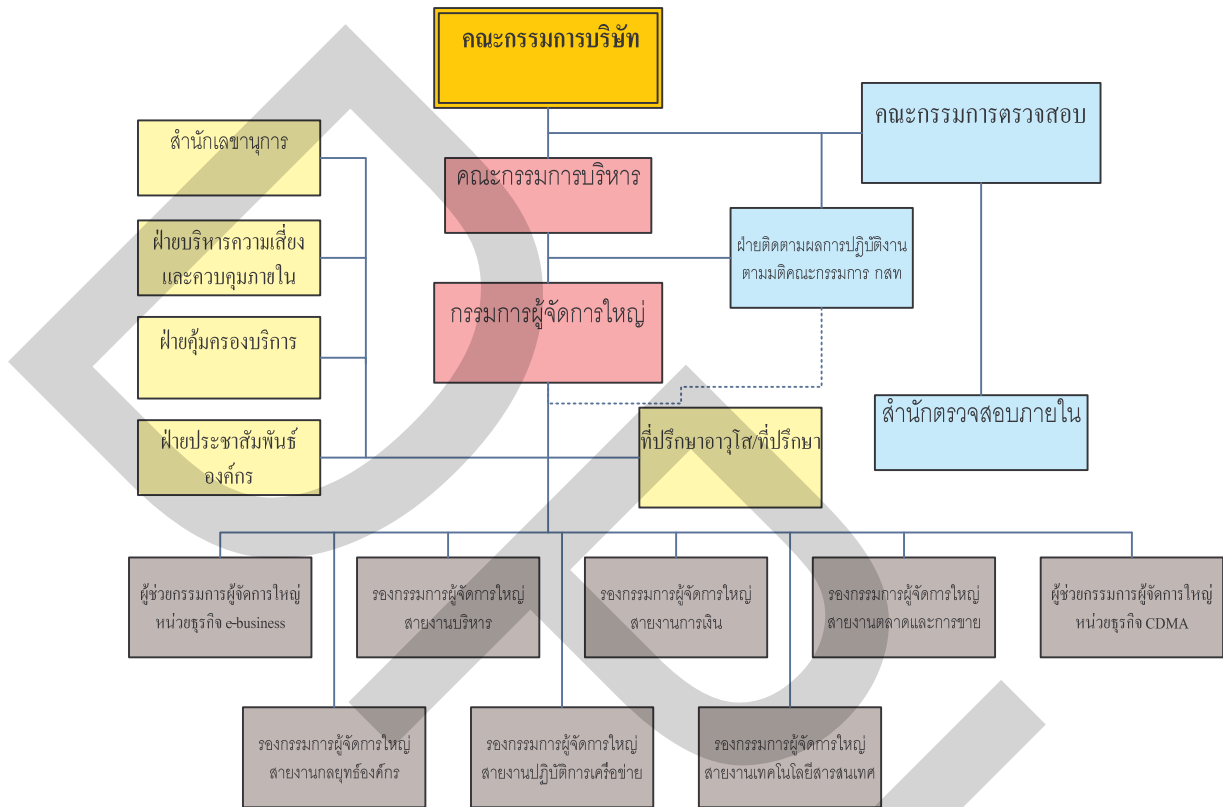 คณะกรรมการบริษัท
คณะกรรมการตรวจสอบ
สำนักเลขานุการ
คณะกรรมการบริหาร
ฝ่ายบริหารความเสี่ยง
และควบคุมภายใน
ฝ่ายติดตามผลการปฏิบัติงาน
ตามมติคณะกรรมการ กสท
กรรมการผู้จัดการใหญ่
ฝ่ายคุ้มครองบริการ
สำนักตรวจสอบภายใน
ฝ่ายประชาสัมพันธ์
องค์กร
ที่ปรึกษาอาวุโส/ที่ปรึกษา
ผู้ช่วยกรรมการผู้จัดการใหญ่
หน่วยธุรกิจ e-business
รองกรรมการผู้จัดการใหญ่
สายงานบริหาร
รองกรรมการผู้จัดการใหญ่
สายงานการเงิน
รองกรรมการผู้จัดการใหญ่
สายงานตลาดและการขาย
ผู้ช่วยกรรมการผู้จัดการใหญ่
หน่วยธุรกิจ CDMA
รองกรรมการผู้จัดการใหญ่
สายงานกลยุทธ์องค์กร
รองกรรมการผู้จัดการใหญ่
สายงานปฏิบัติการเครือข่าย
รองกรรมการผู้จัดการใหญ่
สายงานเทคโนโลยีสารสนเทศ